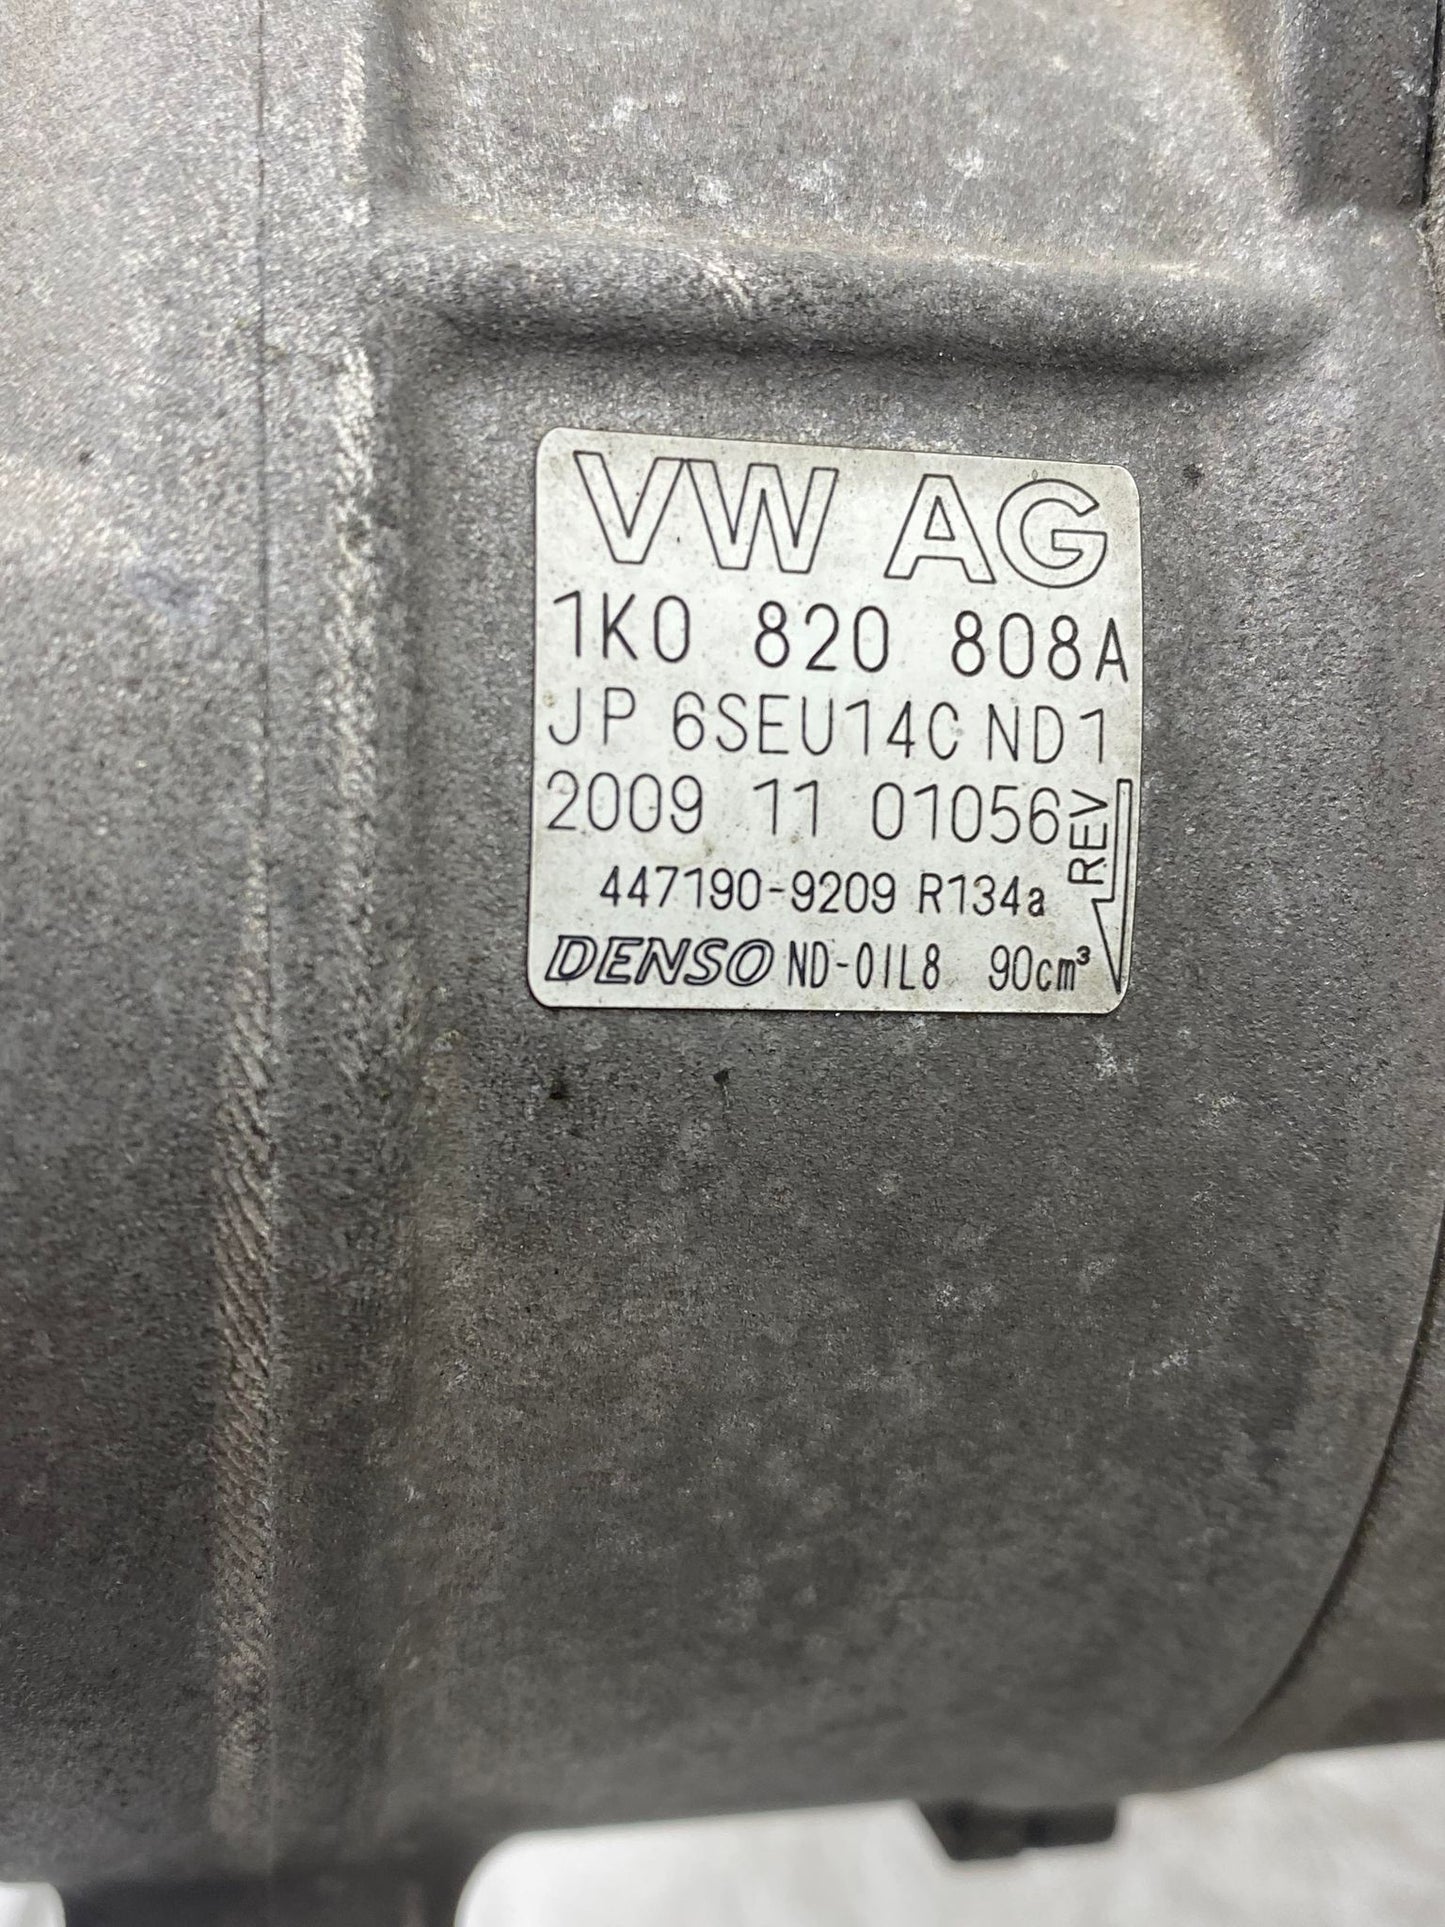 VW AG
1K0 820 808A
JP 6SEU14C ND1
2009 11 01056
REV
447190-9209 R134a
DENSO ND-OIL8 90cm³